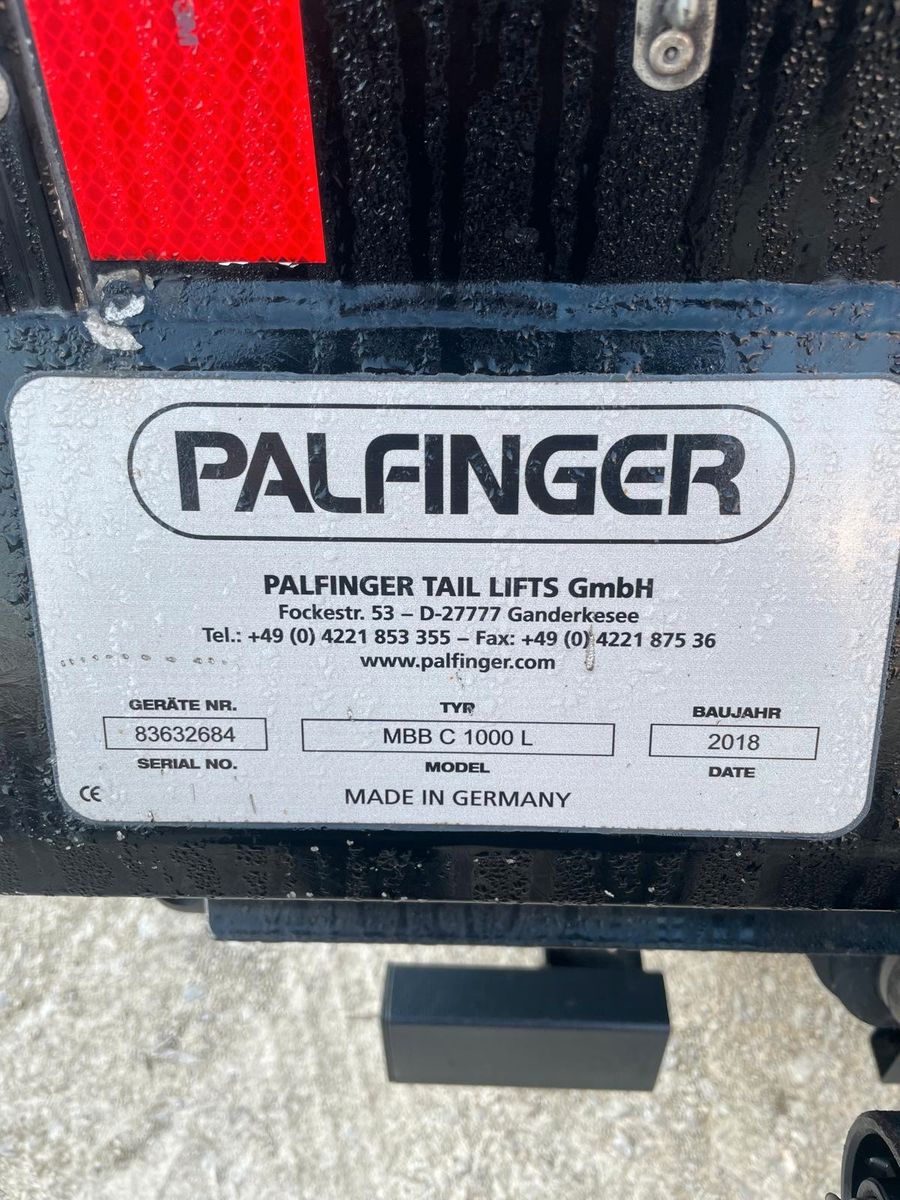 PALFINGER
PALFINGER TAIL LIFTS GmbH
Fockestr. 53 – D-27777 Ganderkesee
Tel.: +49 (0) 4221 853 355 – Fax: +49 (0) 4221 875 36
www.palfinger.com
GERÄTE NR. TYP BAUJAHR
83632684 MBB C 1000 L 2018
SERIAL NO. MODEL DATE
CE MADE IN GERMANY